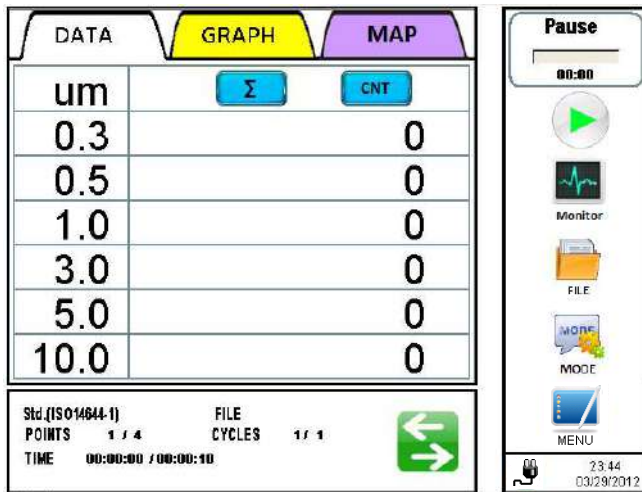 DATA GRAPH MAP
um Σ CNT
0.3 0
0.5 0
1.0 0
3.0 0
5.0 0
10.0 0
Std.(ISO14644-1) FILE
POINTS 1 / 4 CYCLES 1 / 1
TIME 00:00:00 / 00:00:10
Pause
00:00
Monitor
FILE
MODE
MODE
MENU
23:44
03/29/2012